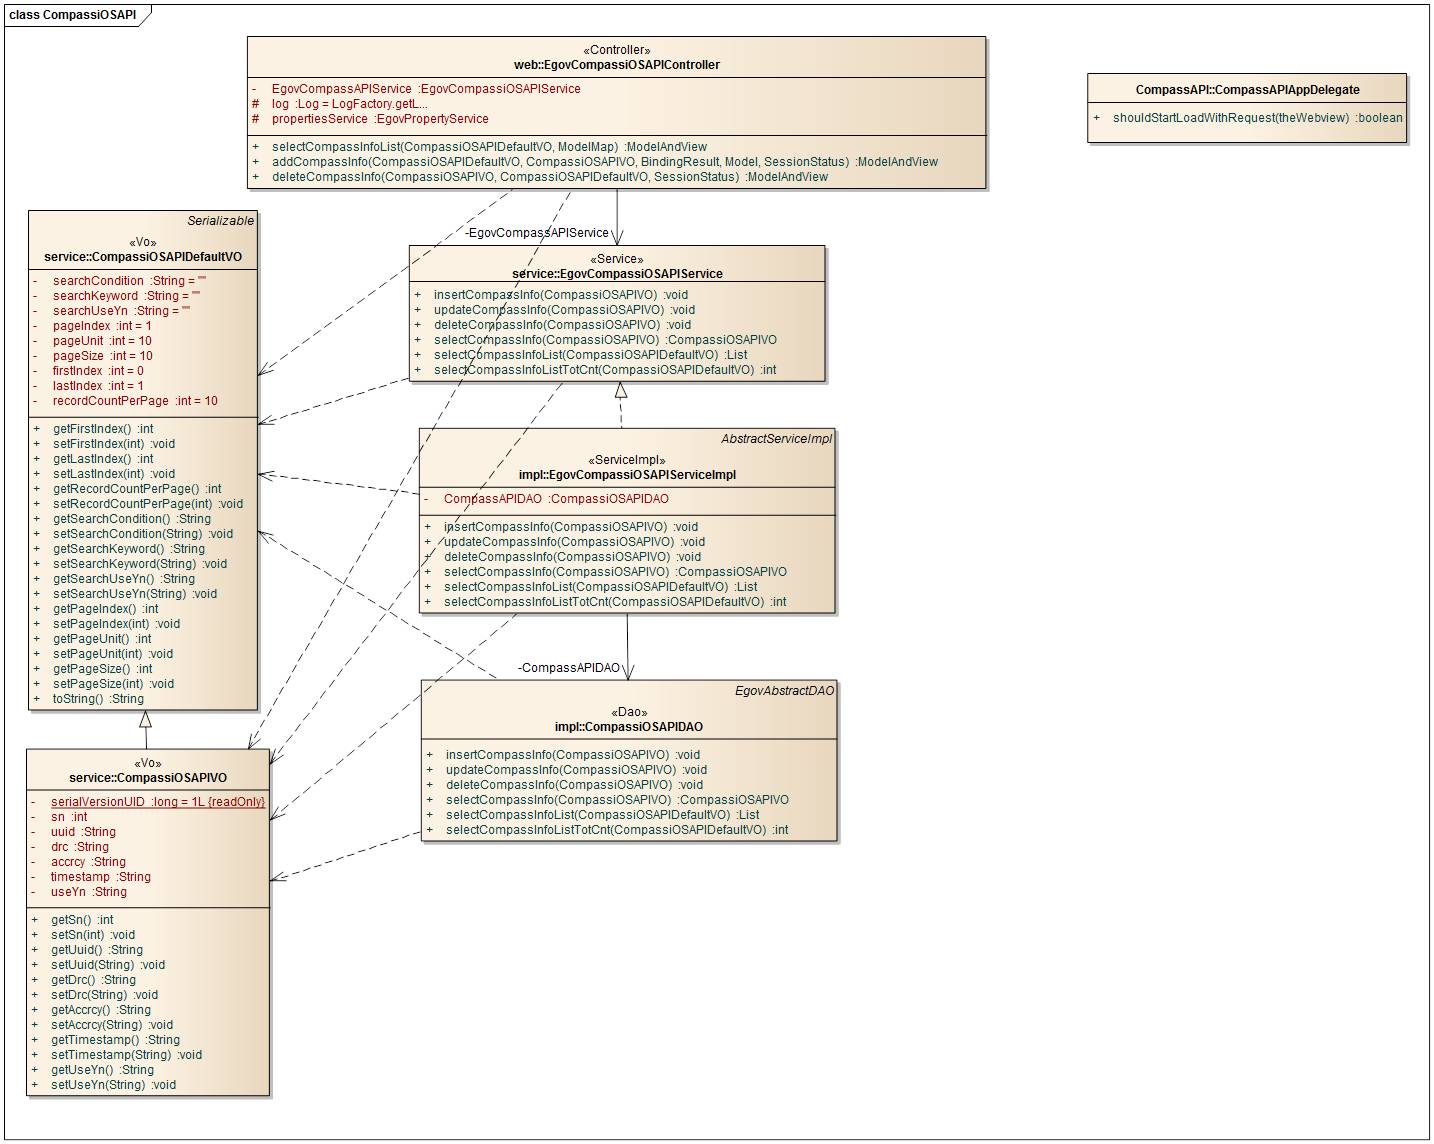 class CompassiOSAPI
«Controller»
web::EgovCompassiOSAPIController
- EgovCompassAPIService :EgovCompassiOSAPIService
# log :Log = LogFactory.getL...
# propertiesService :EgovPropertyService
+ selectCompassInfoList(CompassiOSAPIDefaultVO, ModelMap) :ModelAndView
+ addCompassInfo(CompassiOSAPIDefaultVO, CompassiOSAPIVO, BindingResult, Model, SessionStatus) :ModelAndView
+ deleteCompassInfo(CompassiOSAPIVO, CompassiOSAPIDefaultVO, SessionStatus) :ModelAndView
CompassAPI::CompassAPIAppDelegate
+ shouldStartLoadWithRequest(theWebview) :boolean
Serializable
«Vo»
service::CompassiOSAPIDefaultVO
- searchCondition :String = ""
- searchKeyword :String = ""
- searchUseYn :String = ""
- pageIndex :int = 1
- pageUnit :int = 10
- pageSize :int = 10
- firstIndex :int = 0
- lastIndex :int = 1
- recordCountPerPage :int = 10
+ getFirstIndex() :int
+ setFirstIndex(int) :void
+ getLastIndex() :int
+ setLastIndex(int) :void
+ getRecordCountPerPage() :int
+ setRecordCountPerPage(int) :void
+ getSearchCondition() :String
+ setSearchCondition(String) :void
+ getSearchKeyword() :String
+ setSearchKeyword(String) :void
+ getSearchUseYn() :String
+ setSearchUseYn(String) :void
+ getPageIndex() :int
+ setPageIndex(int) :void
+ getPageUnit() :int
+ setPageUnit(int) :void
+ getPageSize() :int
+ setPageSize(int) :void
+ toString() :String
-EgovCompassAPIService
«Service»
service::EgovCompassiOSAPIService
+ insertCompassInfo(CompassiOSAPIVO) :void
+ updateCompassInfo(CompassiOSAPIVO) :void
+ deleteCompassInfo(CompassiOSAPIVO) :void
+ selectCompassInfo(CompassiOSAPIVO) :CompassiOSAPIVO
+ selectCompassInfoList(CompassiOSAPIDefaultVO) :List
+ selectCompassInfoListTotCnt(CompassiOSAPIDefaultVO) :int
AbstractServiceImpl
«ServiceImpl»
impl::EgovCompassiOSAPIServiceImpl
- CompassAPIDAO :CompassiOSAPIDAO
+ insertCompassInfo(CompassiOSAPIVO) :void
+ updateCompassInfo(CompassiOSAPIVO) :void
+ deleteCompassInfo(CompassiOSAPIVO) :void
+ selectCompassInfo(CompassiOSAPIVO) :CompassiOSAPIVO
+ selectCompassInfoList(CompassiOSAPIDefaultVO) :List
+ selectCompassInfoListTotCnt(CompassiOSAPIDefaultVO) :int
-CompassAPIDAO
EgovAbstractDAO
«Dao»
impl::CompassiOSAPIDAO
+ insertCompassInfo(CompassiOSAPIVO) :void
+ updateCompassInfo(CompassiOSAPIVO) :void
+ deleteCompassInfo(CompassiOSAPIVO) :void
+ selectCompassInfo(CompassiOSAPIVO) :CompassiOSAPIVO
+ selectCompassInfoList(CompassiOSAPIDefaultVO) :List
+ selectCompassInfoListTotCnt(CompassiOSAPIDefaultVO) :int
«Vo»
service::CompassiOSAPIVO
- serialVersionUID :long = 1L {readOnly}
- sn :int
- uuid :String
- drc :String
- accrcy :String
- timestamp :String
- useYn :String
+ getSn() :int
+ setSn(int) :void
+ getUuid() :String
+ setUuid(String) :void
+ getDrc() :String
+ setDrc(String) :void
+ getAccrcy() :String
+ setAccrcy(String) :void
+ getTimestamp() :String
+ setTimestamp(String) :void
+ getUseYn() :String
+ setUseYn(String) :void